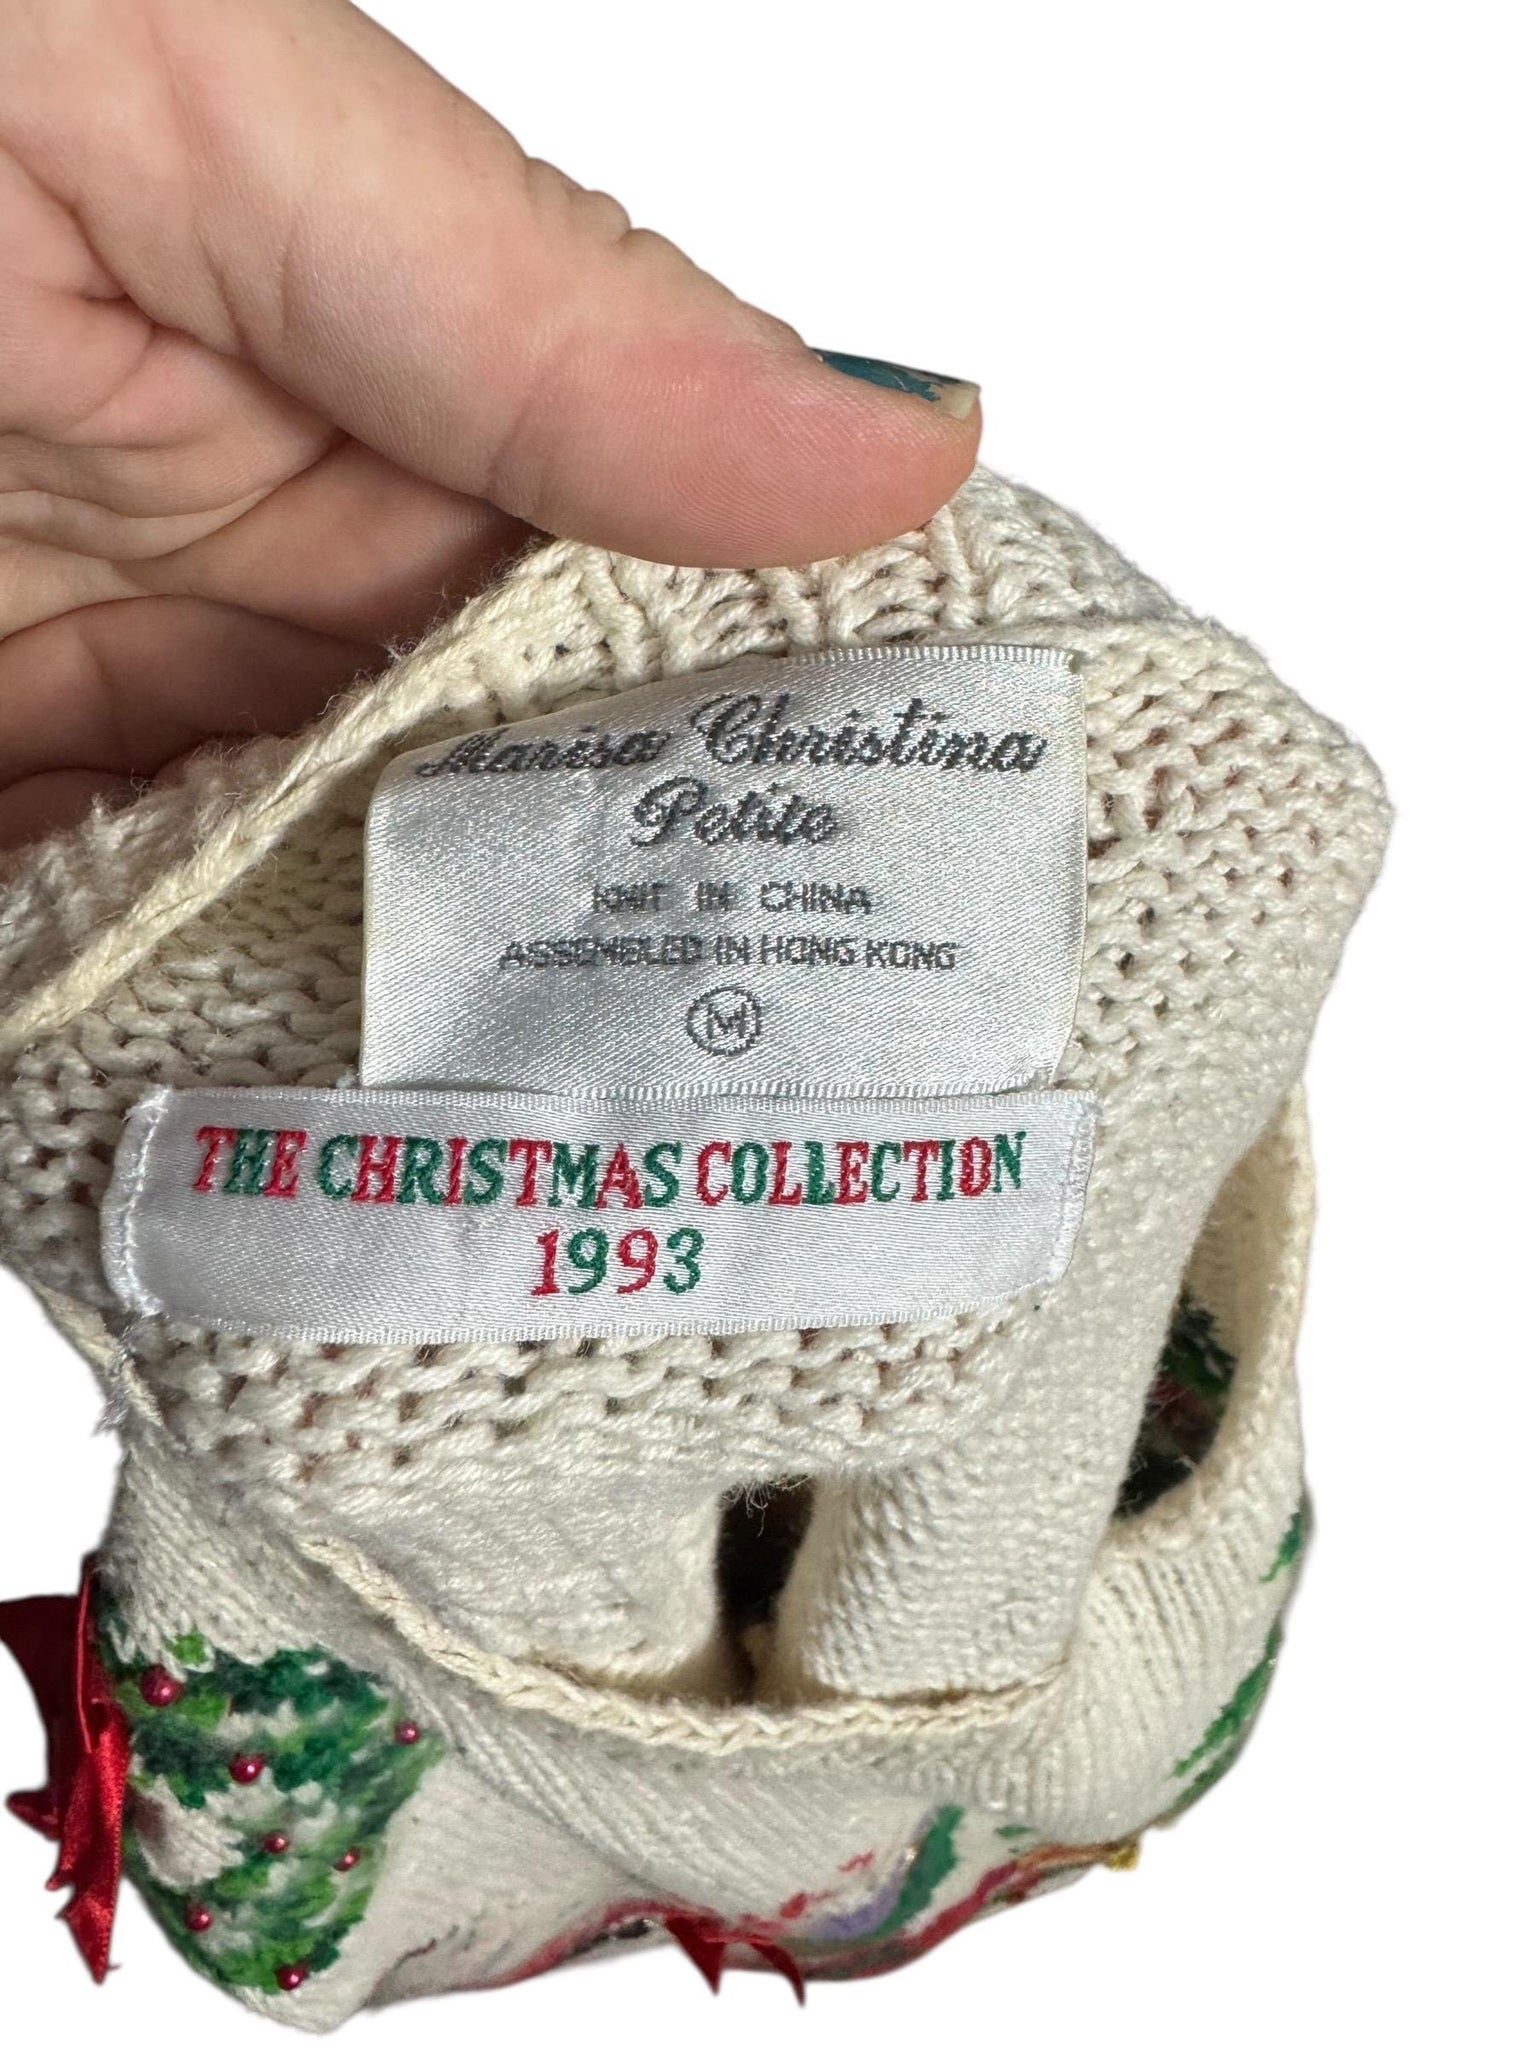 Marisa Christina
Petite
KNIT IN CHINA
ASSEMBLED IN HONG KONG
M
THE CHRISTMAS COLLECTION
1993